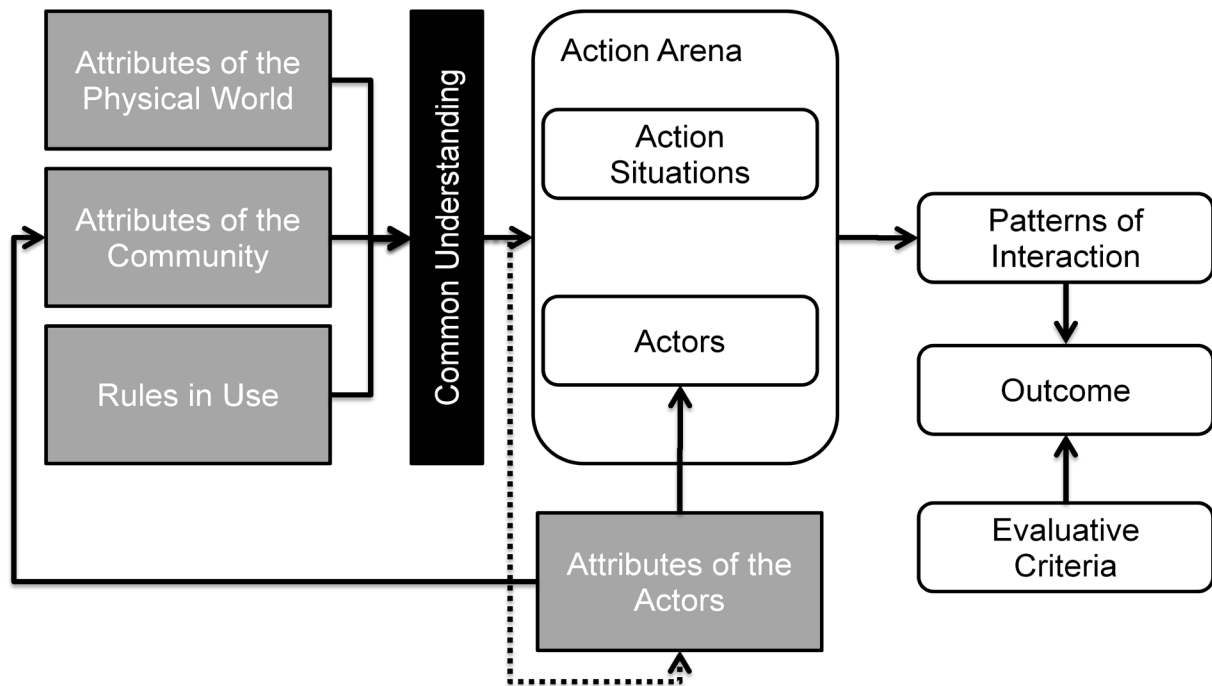 Attributes of the
Physical World
Attributes of the
Community
Rules in Use
Common Understanding
Action Arena
Action
Situations
Actors
Attributes of the
Actors
Patterns of
Interaction
Outcome
Evaluative
Criteria